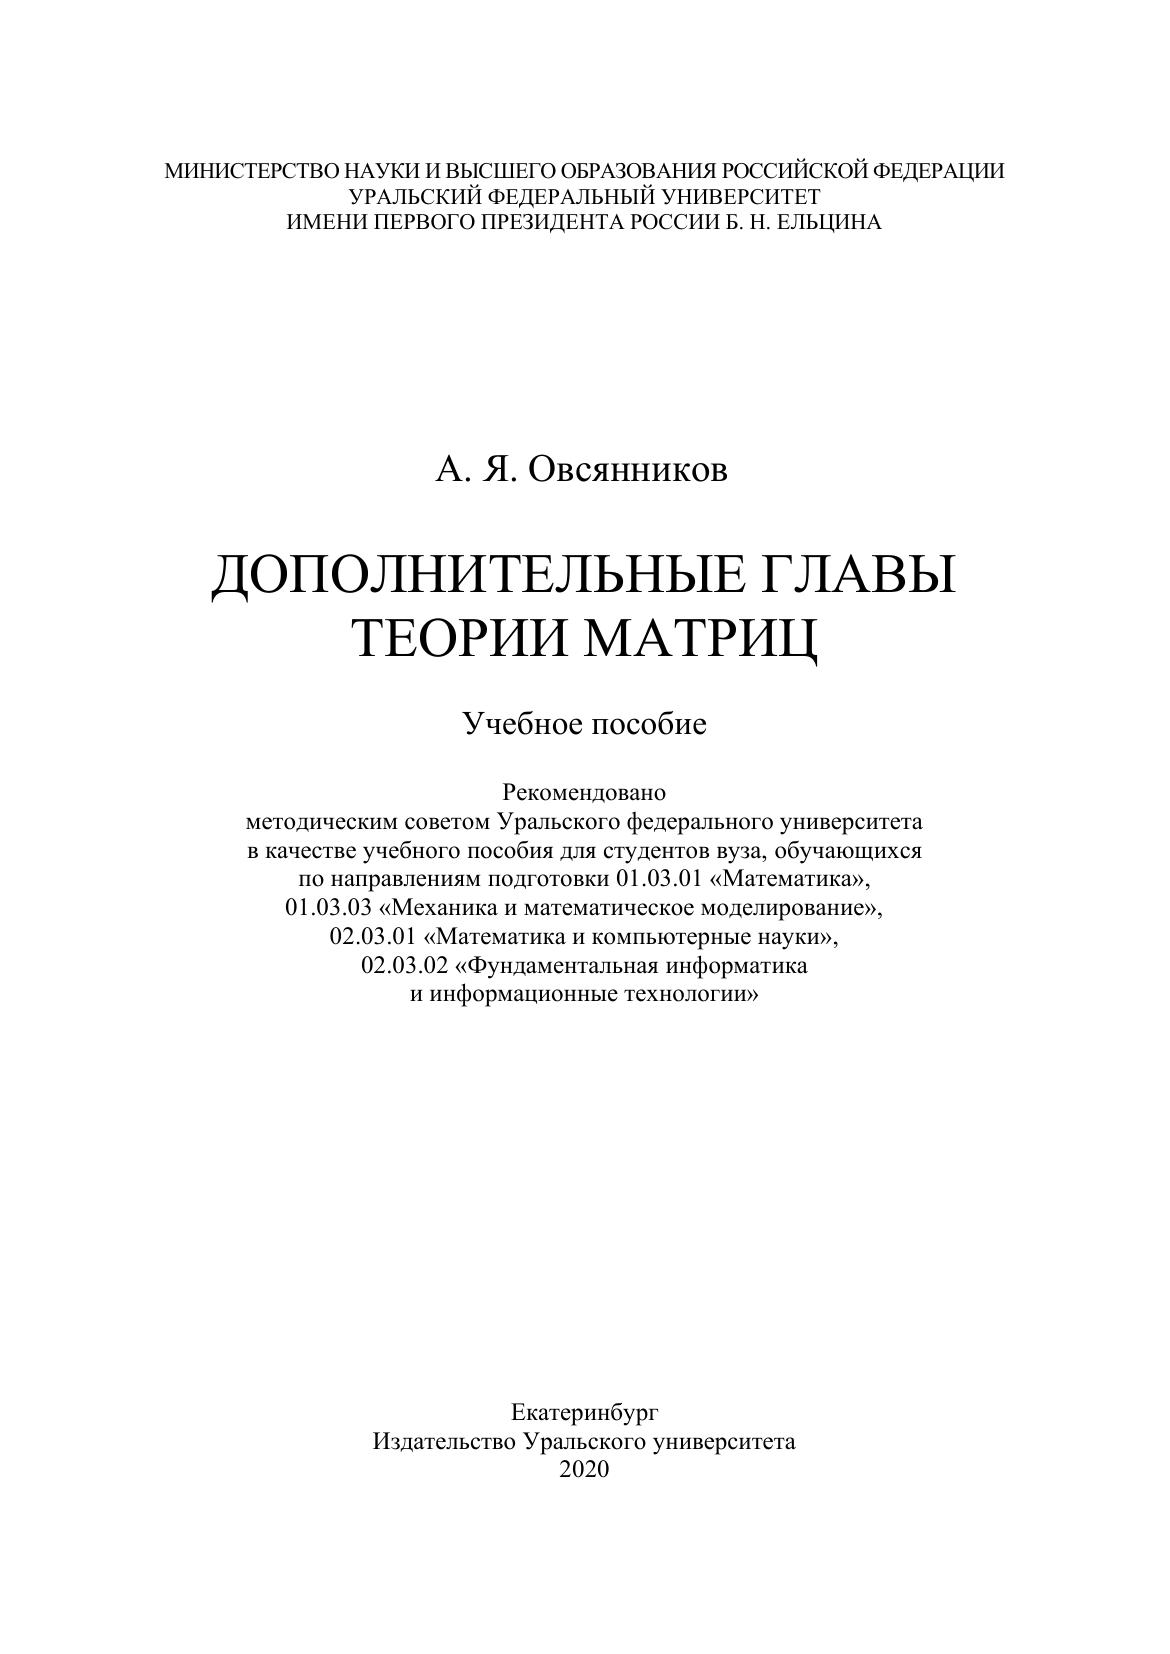 МИНИСТЕРСТВО НАУКИ И ВЫСШЕГО ОБРАЗОВАНИЯ РОССИЙСКОЙ ФЕДЕРАЦИИ
УРАЛЬСКИЙ ФЕДЕРАЛЬНЫЙ УНИВЕРСИТЕТ
ИМЕНИ ПЕРВОГО ПРЕЗИДЕНТА РОССИИ Б. Н. ЕЛЬЦИНА
А. Я. Овсянников
ДОПОЛНИТЕЛЬНЫЕ ГЛАВЫ
ТЕОРИИ МАТРИЦ
Учебное пособие
Рекомендовано
методическим советом Уральского федерального университета
в качестве учебного пособия для студентов вуза, обучающихся
по направлениям подготовки 01.03.01 «Математика»,
01.03.03 «Механика и математическое моделирование»,
02.03.01 «Математика и компьютерные науки»,
02.03.02 «Фундаментальная информатика
и информационные технологии»
Екатеринбург
Издательство Уральского университета
2020